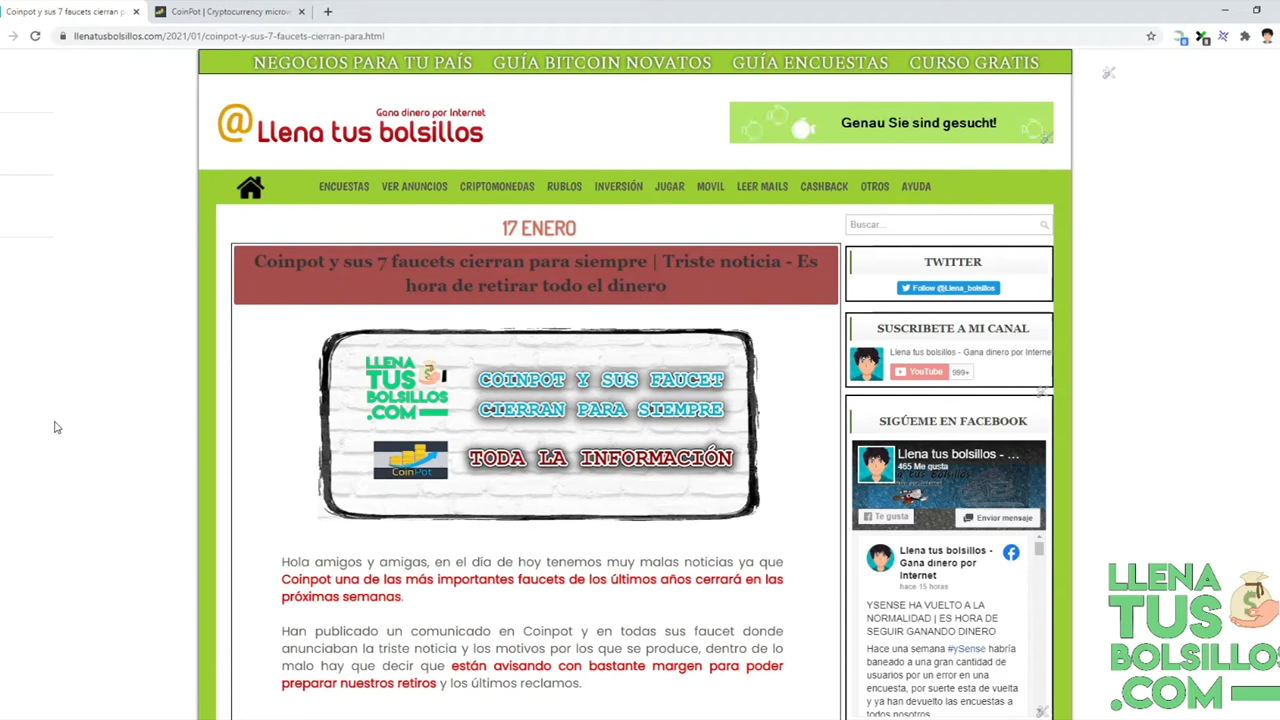 Coinpot y sus 7 faucets cierran p
CoinPot | Cryptocurrency microw
llenatusbolsillos.com/2021/01/coinpot-y-sus-7-faucets-cierran-para.html
NEGOCIOS PARA TU PAÍS GUÍA BITCOIN NOVATOS GUÍA ENCUESTAS CURSO GRATIS
Gana dinero por Internet
@Llena tus bolsillos
Genau Sie sind gesucht!
ENCUESTAS VER ANUNCIOS CRIPTOMONEDAS RUBLOS INVERSIÓN JUGAR MOVIL LEER MAILS CASHBACK OTROS AYUDA
17 ENERO
Coinpot y sus 7 faucets cierran para siempre | Triste noticia - Es
hora de retirar todo el dinero
LLENA
TUS
BOLSILLOS
.COM
COINPOT Y SUS FAUCET
CIERRAN PARA SIEMPRE
CoinPot
TODA LA INFORMACIÓN
Hola amigos y amigas, en el día de hoy tenemos muy malas noticias ya que
Coinpot una de las más importantes faucets de los últimos años cerrará en las
próximas semanas.
Han publicado un comunicado en Coinpot y en todas sus faucet donde
anunciaban la triste noticia y los motivos por los que se produce, dentro de lo
malo hay que decir que están avisando con bastante margen para poder
preparar nuestros retiros y los últimos reclamos.
Buscar...
TWITTER
Follow @Llena_bolsillos
SUSCRIBETE A MI CANAL
Llena tus bolsillos - Gana dinero por Interne
YouTube 999+
SIGÚEME EN FACEBOOK
Llena tus bolsillos - ...
465 Me gusta
Te gusta
Enviar mensaje
Llena tus bolsillos -
Gana dinero por
Internet
hace 15 horas
YSENSE HA VUELTO A LA
NORMALIDAD | ES HORA DE
SEGUIR GANANDO DINERO
Hace una semana #ySense habría
baneado a una gran cantidad de
usuarios por un error en una
encuesta, por suerte esta de vuelta
y ya han devuelto las encuestas a
todos nosotros
LLENA
TUS
BOLSILLOS
.COM